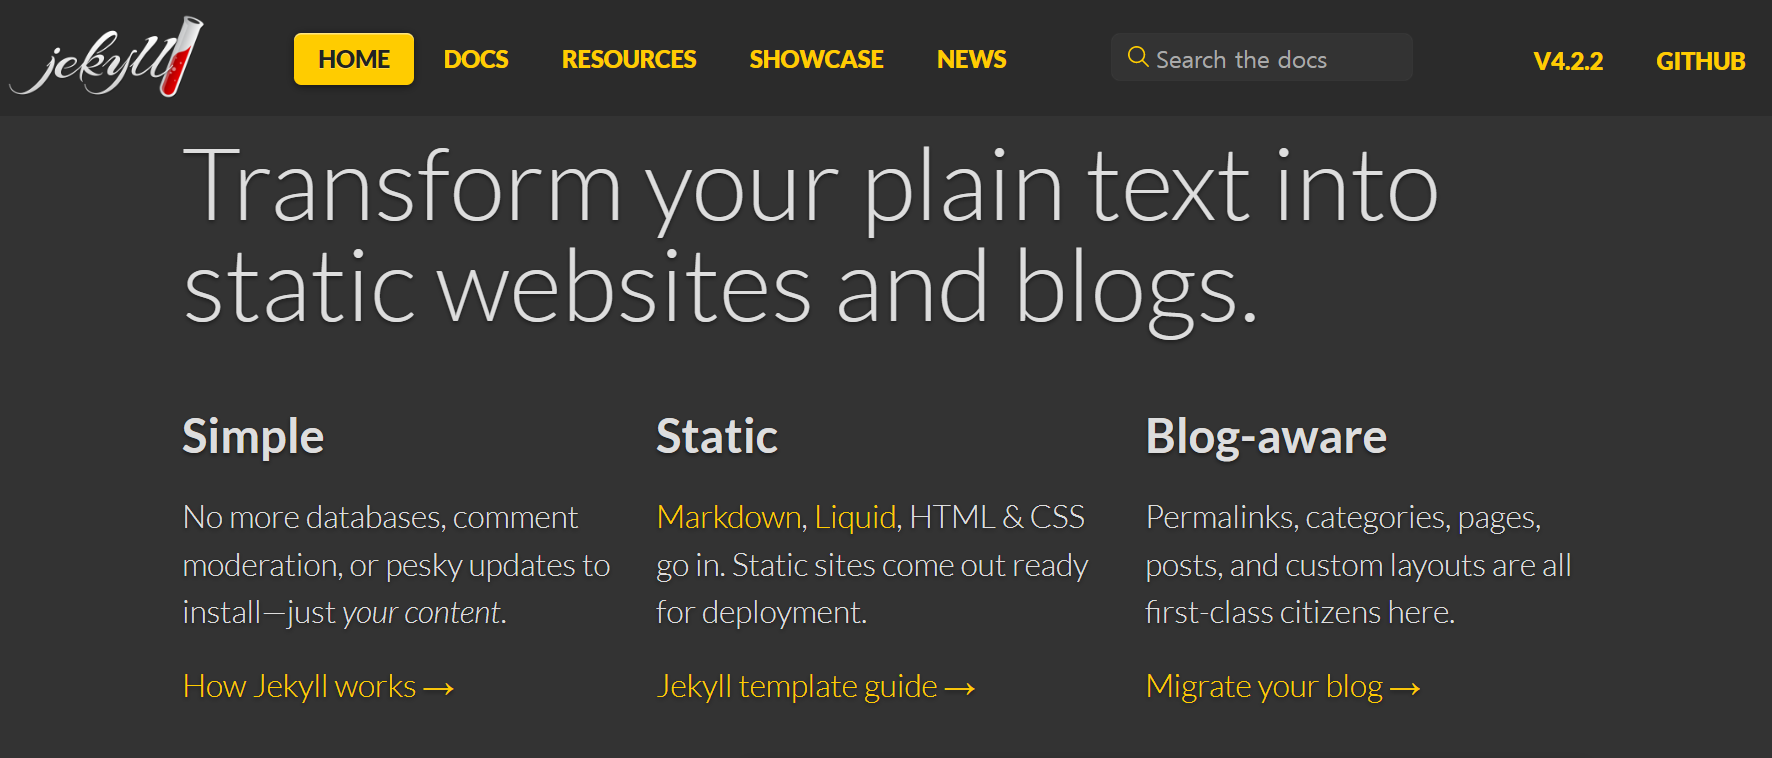 jekyll
HOME DOCS RESOURCES SHOWCASE NEWS Search the docs V4.2.2 GITHUB
Transform your plain text into
static websites and blogs.
Simple
No more databases, comment
moderation, or pesky updates to
install—just your content.
How Jekyll works →
Static
Markdown, Liquid, HTML & CSS
go in. Static sites come out ready
for deployment.
Jekyll template guide →
Blog-aware
Permalinks, categories, pages,
posts, and custom layouts are all
first-class citizens here.
Migrate your blog →